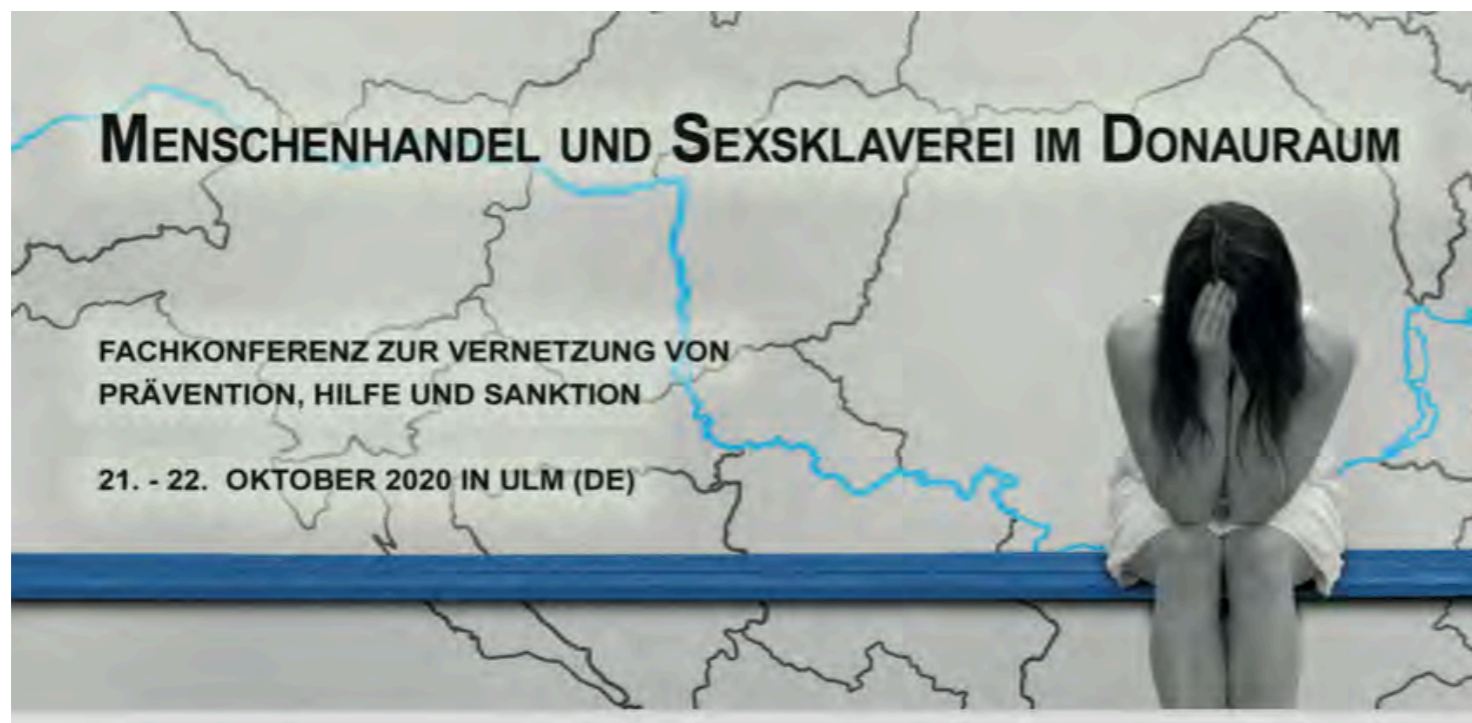 MENSCHENHANDEL UND SEXSKLAVEREI IM DONAURAUM
FACHKONFERENZ ZUR VERNETZUNG VON
PRÄVENTION, HILFE UND SANKTION
21. - 22. OKTOBER 2020 IN ULM (DE)